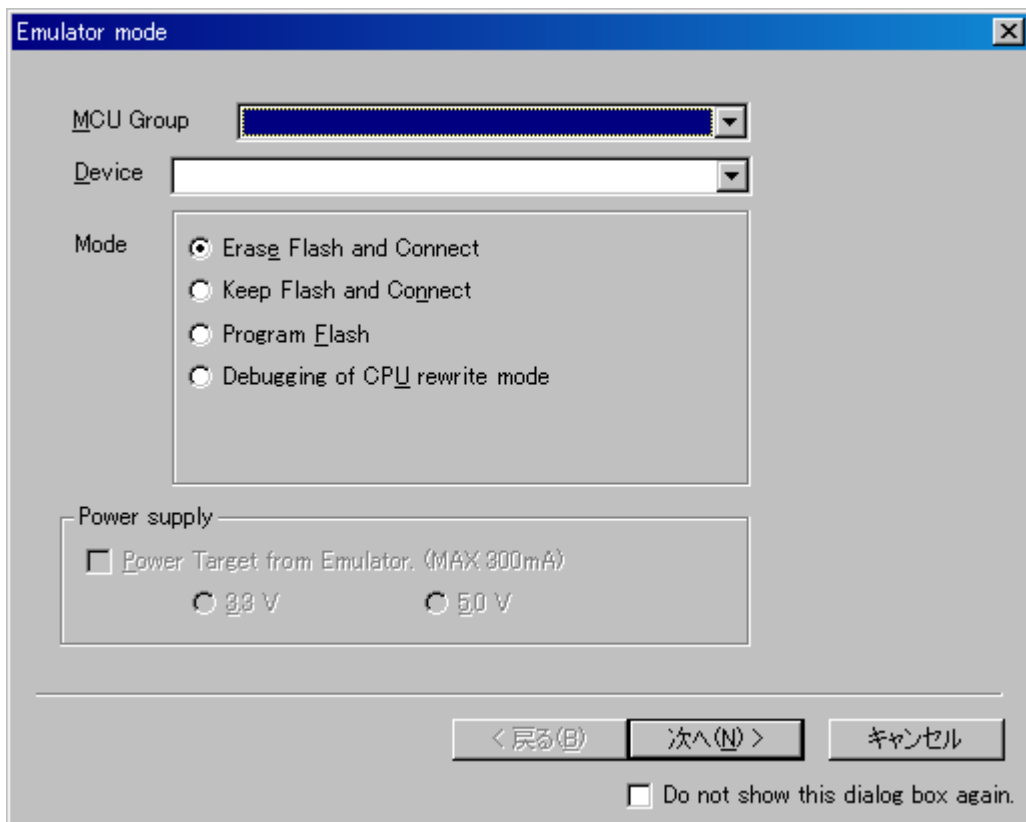 Emulator mode
MCU Group
Device
Mode
Erase Flash and Connect
Keep Flash and Connect
Program Flash
Debugging of CPU rewrite mode
Power supply
Power Target from Emulator. (MAX 300mA)
3.3 V
5.0 V
< 戻る(B)
次へ(N) >
キャンセル
Do not show this dialog box again.